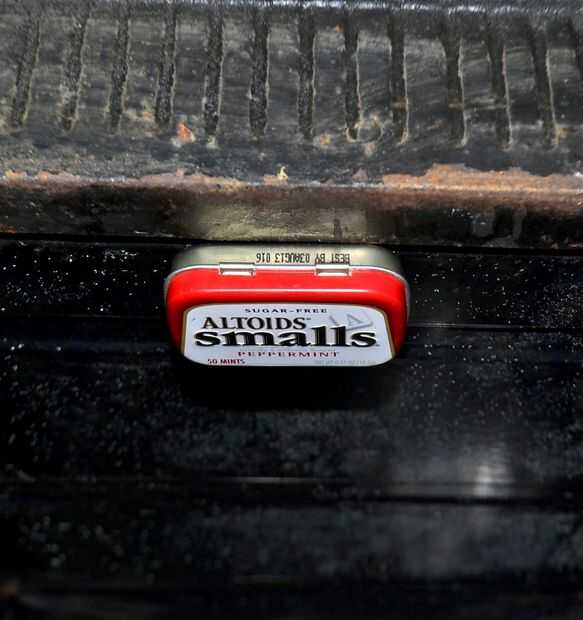 BEST BY 03AUG13 016
SUGAR-FREE
ALTOIDS
smalls
PEPPERMINT
50 MINTS